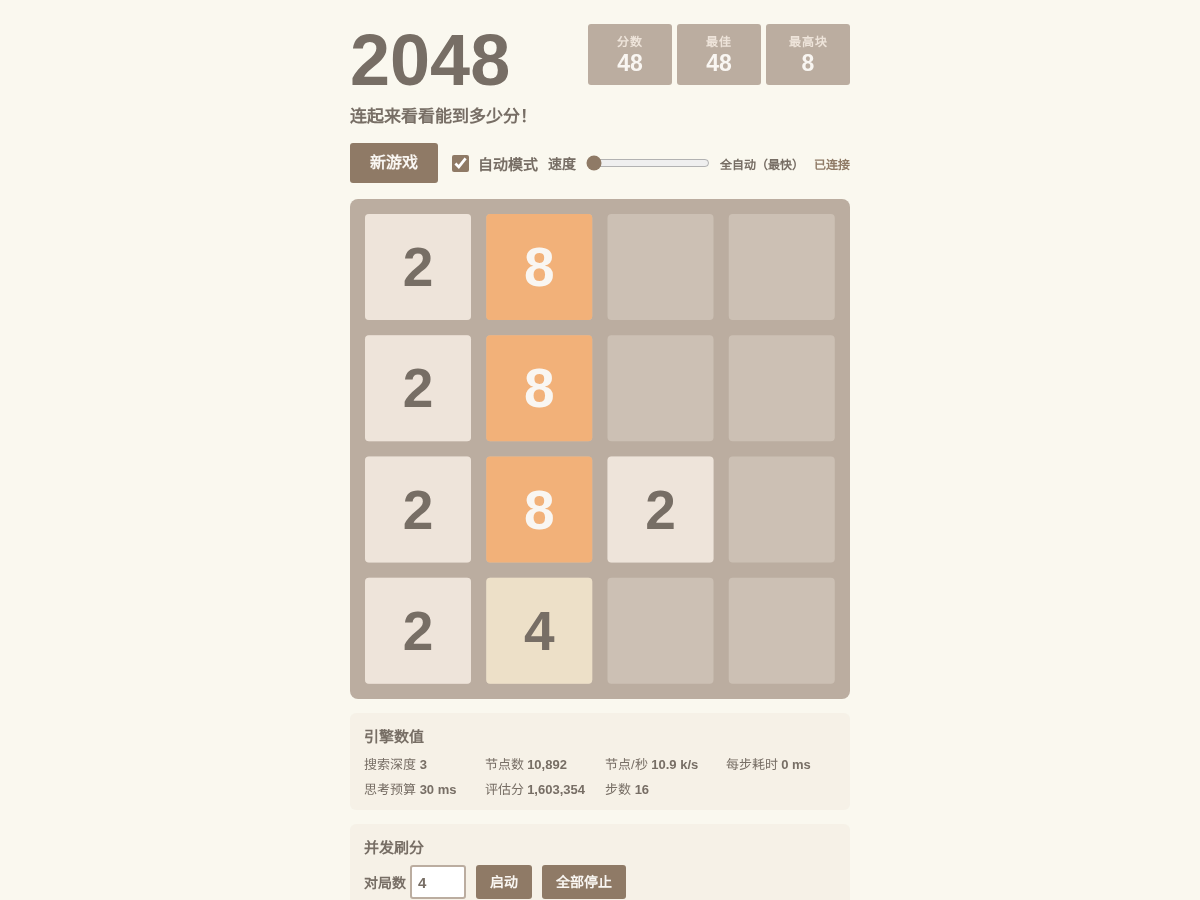 2048
分数 最佳 最高块
48 48 8
连起来看看能到多少分！
新游戏 自动模式 速度 全自动（最快） 已连接
2 8
2 8
2 8 2
2 4
引擎数值
搜索深度 3 节点数 10,892 节点/秒 10.9 k/s 每步耗时 0 ms
思考预算 30 ms 评估分 1,603,354 步数 16
并发刷分
对局数 4 启动 全部停止